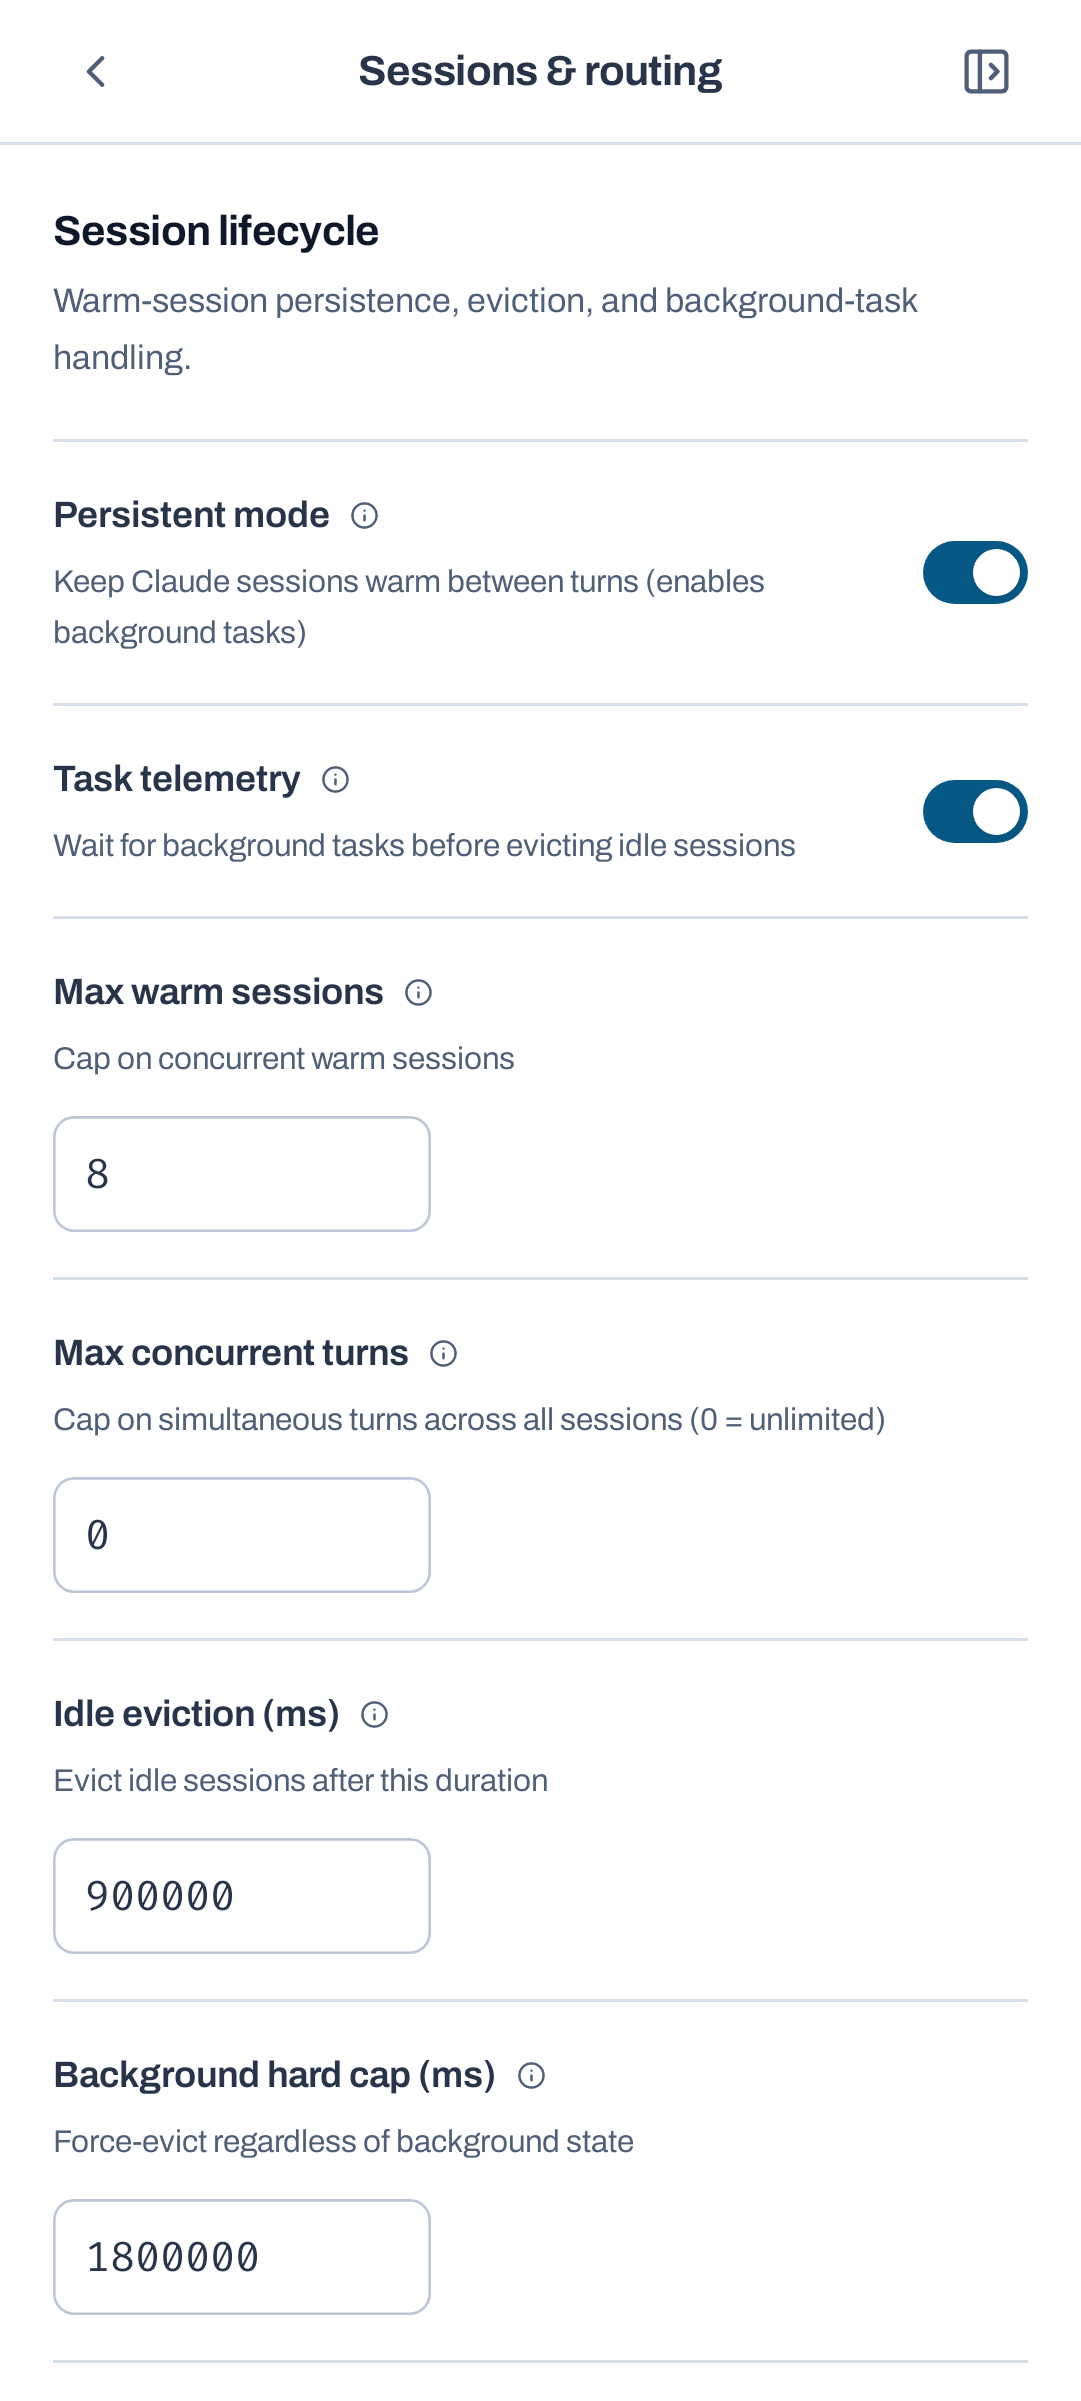 Sessions & routing
Session lifecycle
Warm-session persistence, eviction, and background-task
handling.
Persistent mode
Keep Claude sessions warm between turns (enables
background tasks)
Task telemetry
Wait for background tasks before evicting idle sessions
Max warm sessions
Cap on concurrent warm sessions
8
Max concurrent turns
Cap on simultaneous turns across all sessions (0 = unlimited)
0
Idle eviction (ms)
Evict idle sessions after this duration
900000
Background hard cap (ms)
Force-evict regardless of background state
1800000